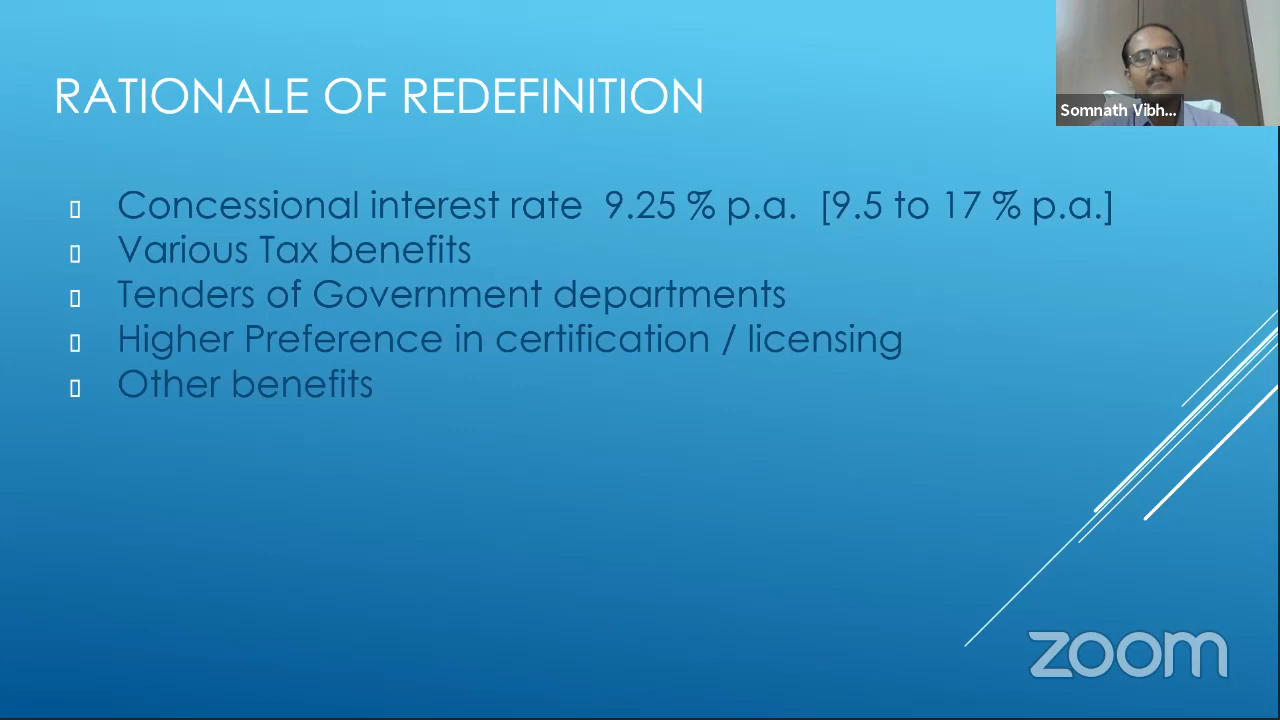 RATIONALE OF REDEFINITION
Somnath Vibh...
Concessional interest rate 9.25 % p.a. [9.5 to 17 % p.a.]
Various Tax benefits
Tenders of Government departments
Higher Preference in certification / licensing
Other benefits
zoom